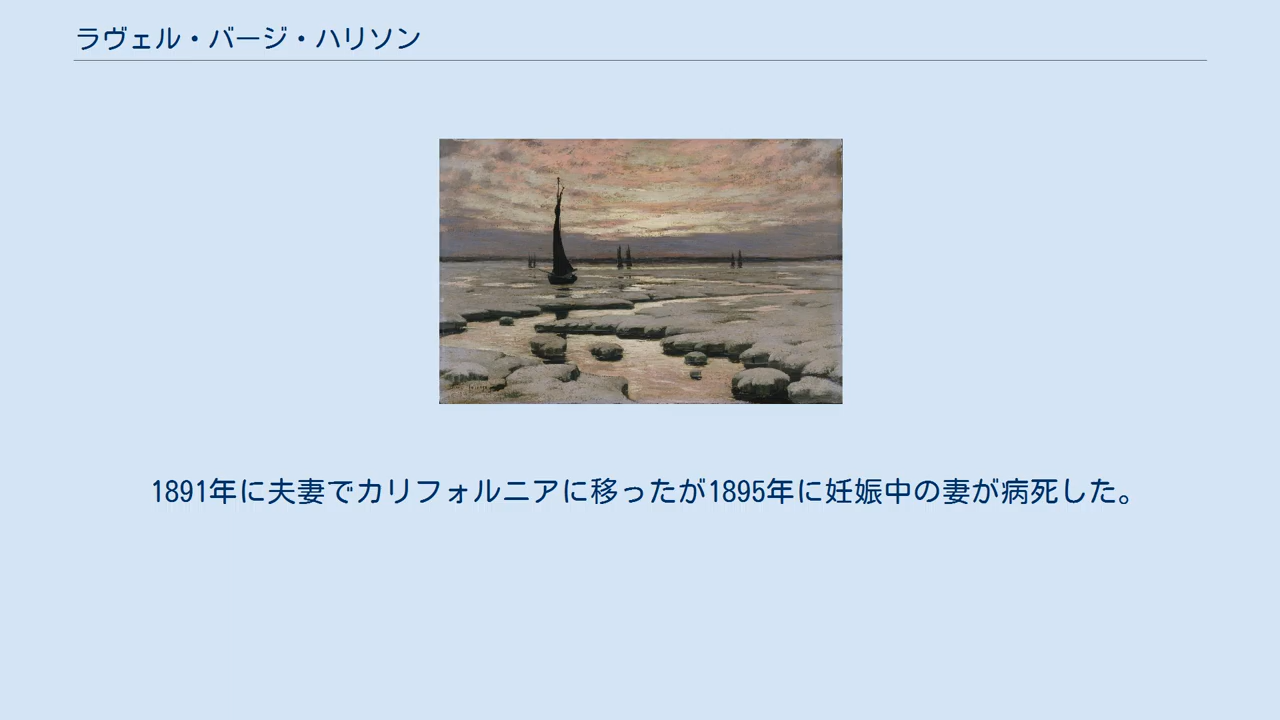 ラヴェル・バージ・ハリソン
1891年に夫妻でカリフォルニアに移ったが1895年に妊娠中の妻が病死した。